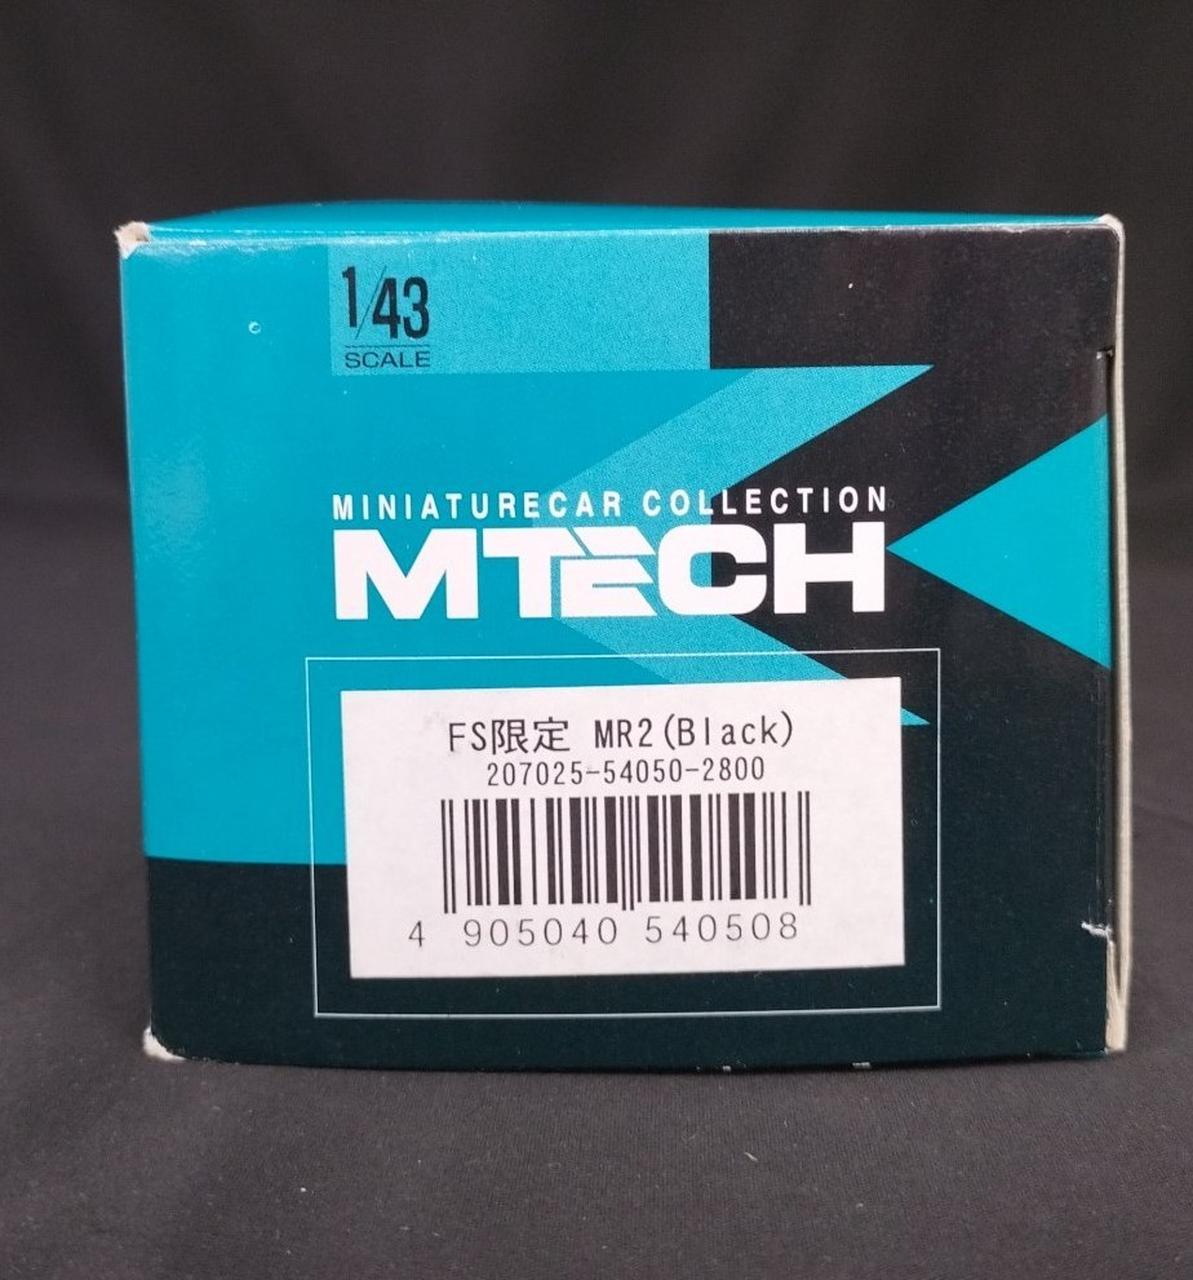 1/43
SCALE
MINIATURECAR COLLECTION
MTECH
FS限定 MR2(Black)
207025-54050-2800
4 905040 540508